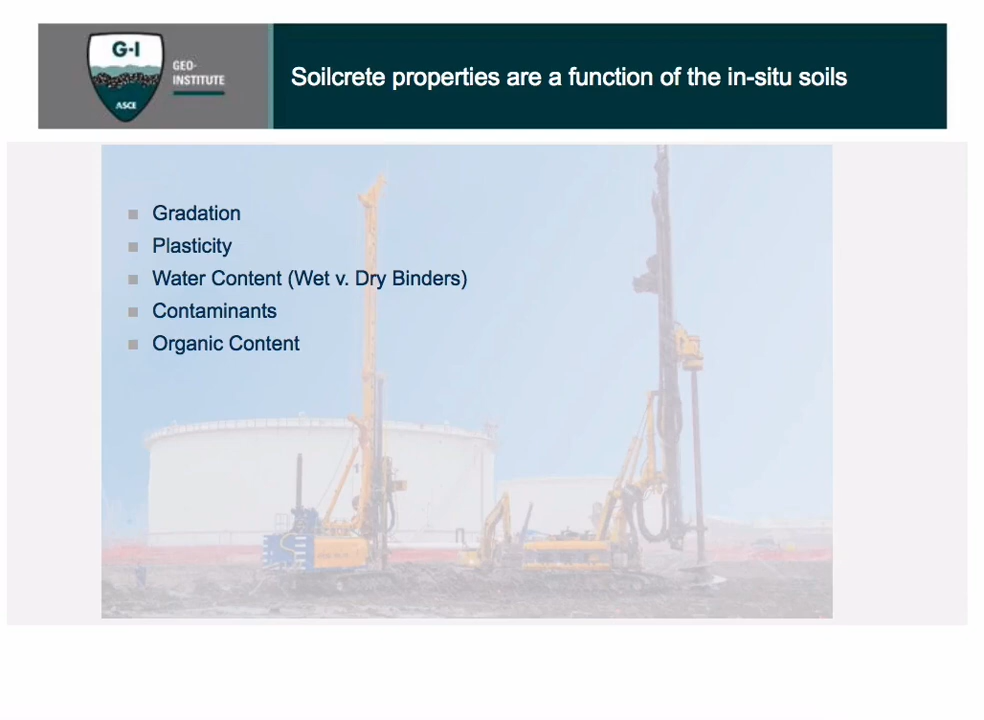 G-I
GEO-
INSTITUTE
ASCE
Soilcrete properties are a function of the in-situ soils
Gradation
Plasticity
Water Content (Wet v. Dry Binders)
Contaminants
Organic Content